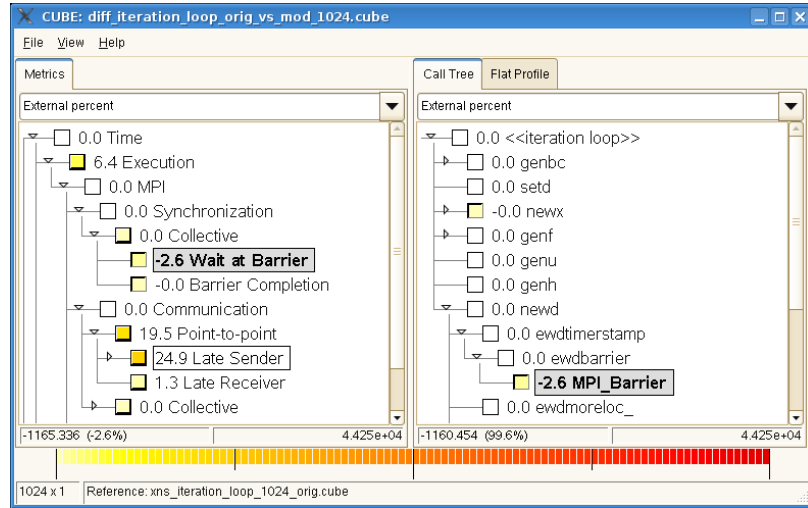 CUBE: diff_iteration_loop_orig_vs_mod_1024.cube
File View Help
Metrics
External percent
0.0 Time
6.4 Execution
0.0 MPI
0.0 Synchronization
0.0 Collective
-2.6 Wait at Barrier
-0.0 Barrier Completion
0.0 Communication
19.5 Point-to-point
24.9 Late Sender
1.3 Late Receiver
0.0 Collective
-1165.336 (-2.6%) 4.425e+04
Call Tree Flat Profile
External percent
0.0 <<iteration loop>>
0.0 genbc
0.0 setd
-0.0 newx
0.0 genf
0.0 genu
0.0 genh
0.0 newd
0.0 ewdtimerstamp
0.0 ewdbarrier
-2.6 MPI_Barrier
0.0 ewdmoreloc_
-1160.454 (99.6%) 4.425e+04
1024 x 1 Reference: xns_iteration_loop_1024_orig.cube